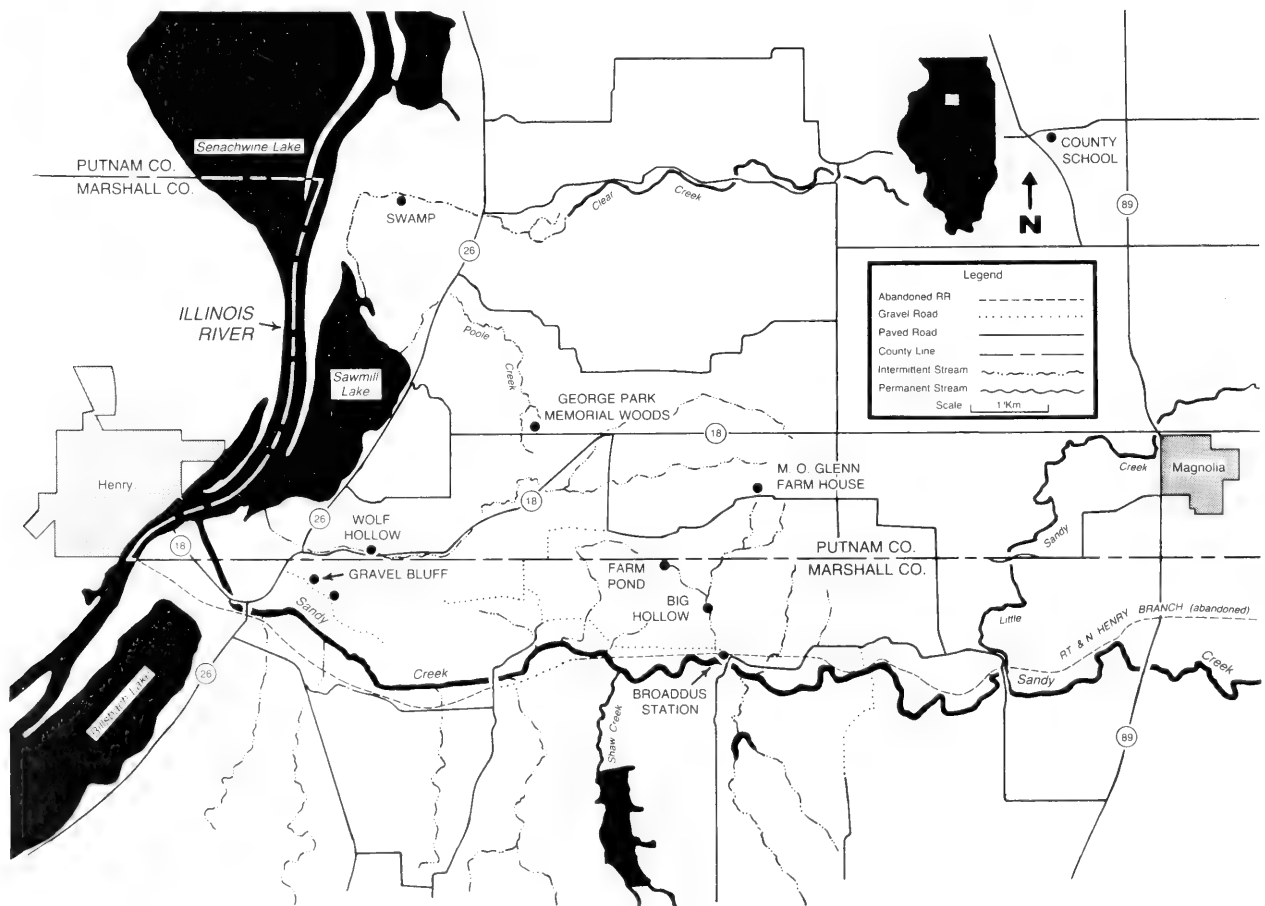 Senachwine Lake
PUTNAM CO.
MARSHALL CO.
SWAMP
Clear
Creek
COUNTY
SCHOOL
N
89
26
ILLINOIS
RIVER
Poole
Creek
Sawmill
Lake
Legend
Abandoned RR
Gravel Road
Paved Road
County Line
Intermittent Stream
Permanent Stream
Scale 1 Km
GEORGE PARK
MEMORIAL WOODS
18
Henry
M. O. GLENN
FARM HOUSE
Creek
Magnolia
18
26
WOLF
HOLLOW
18
Sandy
PUTNAM CO.
MARSHALL CO.
GRAVEL BLUFF
FARM
POND
BIG
HOLLOW
Sandy
Little
R.T. & N HENRY BRANCH (abandoned)
Creek
Creek
Sandy
BROADDUS
STATION
26
Lake
Shaw Creek
89